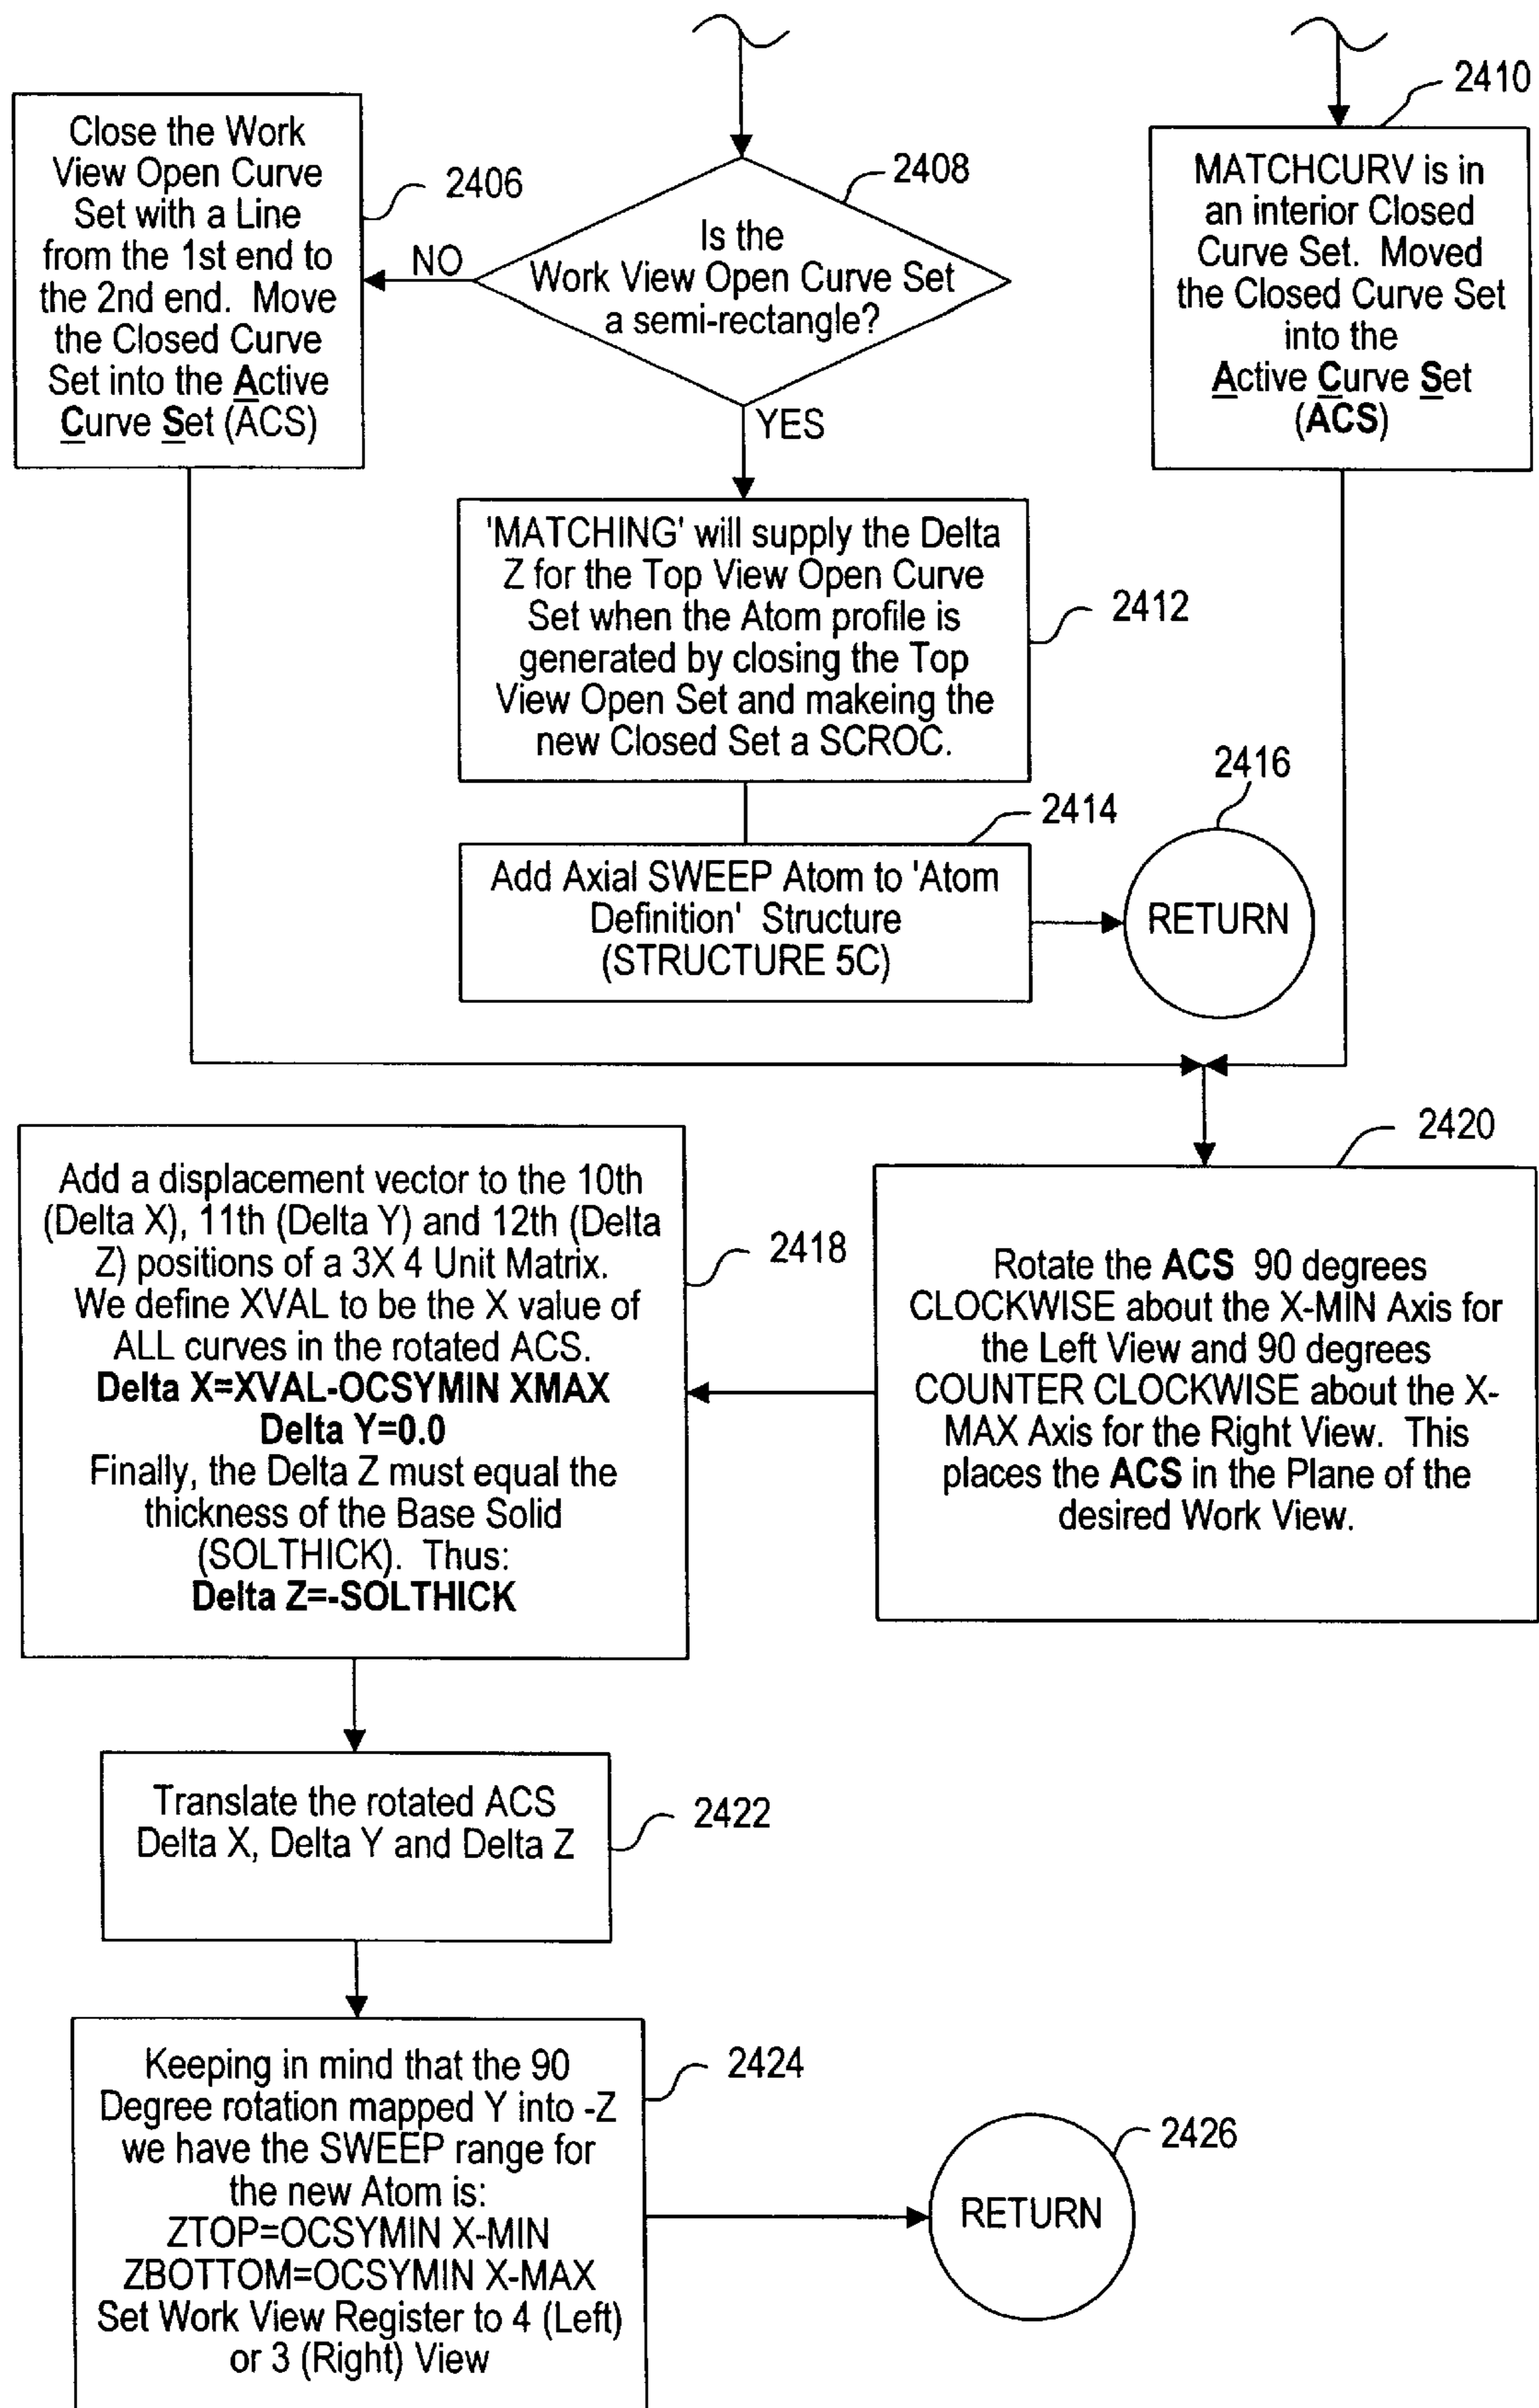 Close the Work
View Open Curve
Set with a Line
from the 1st end to
the 2nd end.  Move
the Closed Curve
Set into the Active
Curve Set (ACS)
2406
NO
Is the
Work View Open Curve Set
a semi-rectangle?
2408
YES
2410
MATCHCURV is in
an interior Closed
Curve Set.  Moved
the Closed Curve Set
into the
Active Curve Set
(ACS)
'MATCHING' will supply the Delta
Z for the Top View Open Curve
Set when the Atom profile is
generated by closing the Top
View Open Set and makeing the
new Closed Set a SCROC.
2412
2414
Add Axial SWEEP Atom to 'Atom
Definition'  Structure
(STRUCTURE 5C)
2416
RETURN
2420
Rotate the ACS  90 degrees
CLOCKWISE about the X-MIN Axis for
the Left View and 90 degrees
COUNTER CLOCKWISE about the X-
MAX Axis for the Right View.  This
places the ACS in the Plane of the
desired Work View.
Add a displacement vector to the 10th
(Delta X), 11th (Delta Y) and 12th (Delta
Z) positions of a 3X 4 Unit Matrix.
We define XVAL to be the X value of
ALL curves in the rotated ACS.
Delta X=XVAL-OCSYMIN XMAX
Delta Y=0.0
Finally, the Delta Z must equal the
thickness of the Base Solid
(SOLTHICK).  Thus:
Delta Z=-SOLTHICK
2418
Translate the rotated ACS
Delta X, Delta Y and Delta Z
2422
Keeping in mind that the 90
Degree rotation mapped Y into -Z
we have the SWEEP range for
the new Atom is:
ZTOP=OCSYMIN X-MIN
ZBOTTOM=OCSYMIN X-MAX
Set Work View Register to 4 (Left)
or 3 (Right) View
2424
2426
RETURN